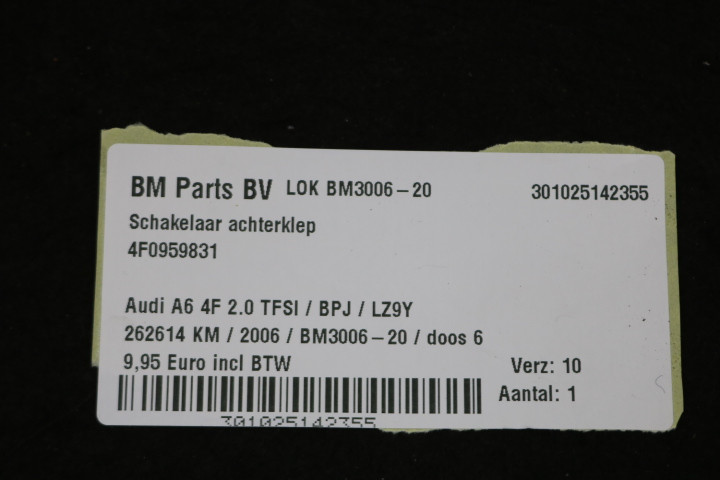 BM Parts BV LOK BM3006-20 301025142355
Schakelaar achterklep
4F0959831
Audi A6 4F 2.0 TFSI / BPJ / LZ9Y
262614 KM / 2006 / BM3006-20 / doos 6
9,95 Euro incl BTW Verz: 10
Aantal: 1
301025142355